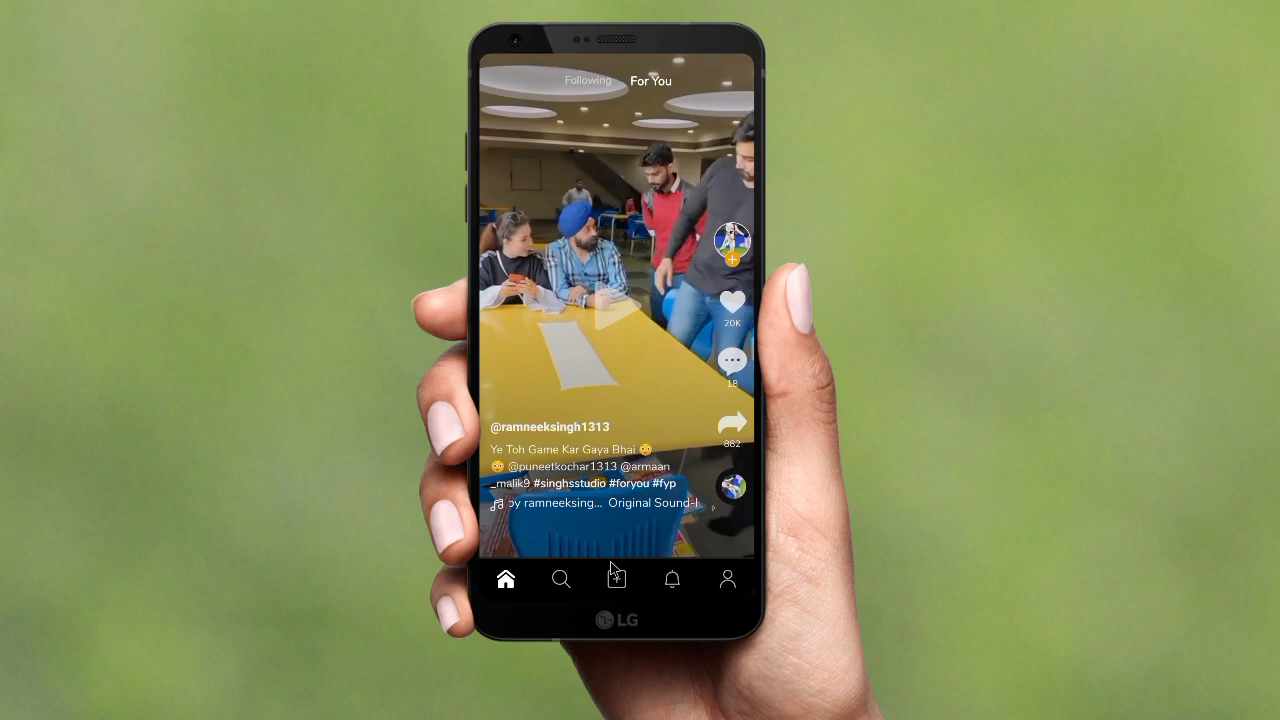 Following For You
20K
18
882
@ramneeksingh1313
Ye Toh Game Kar Gaya Bhai 😳
😳 @puneetkochar1313 @armaan
_malik9 #singhsstudio #foryou #fyp
by ramneeksing... Original Sound-I
LG